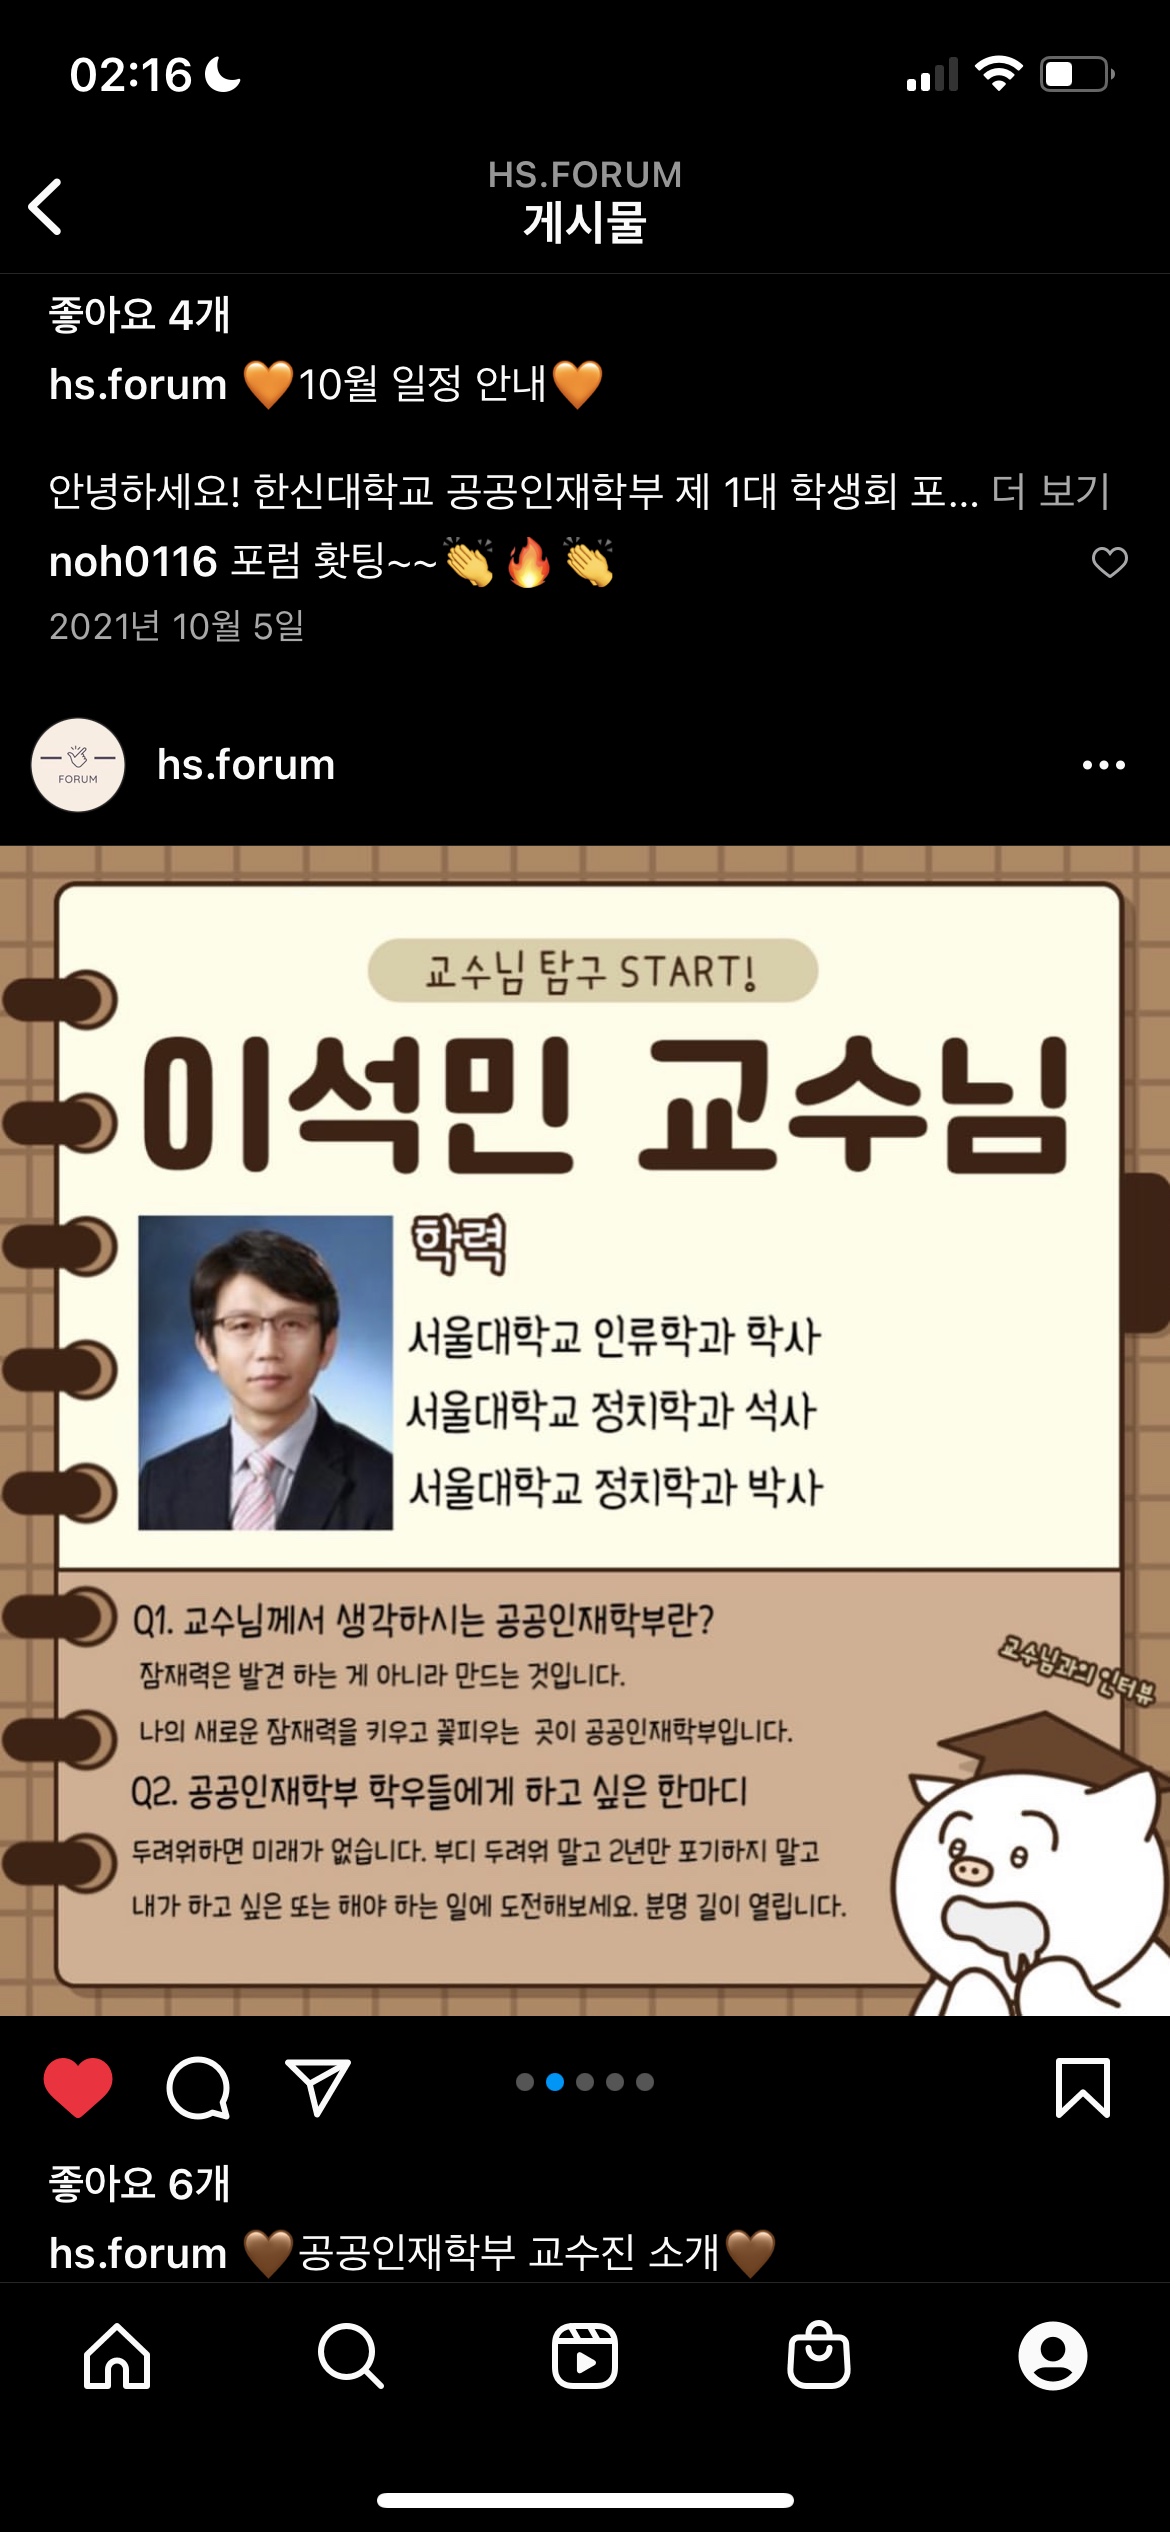 02:16
HS.FORUM
게시물
좋아요 4개
hs.forum 🧡10월 일정 안내🧡
안녕하세요! 한신대학교 공공인재학부 제 1대 학생회 포... 더 보기
noh0116 포럼 홧팅~~👏🔥👏
2021년 10월 5일
FORUM
hs.forum
교수님 탐구 START!
이석민 교수님
학력
서울대학교 인류학과 학사
서울대학교 정치학과 석사
서울대학교 정치학과 박사
Q1. 교수님께서 생각하시는 공공인재학부란?
잠재력은 발견 하는 게 아니라 만드는 것입니다.
나의 새로운 잠재력을 키우고 꽃피우는 곳이 공공인재학부입니다.
교수님과의 인터뷰
Q2. 공공인재학부 학우들에게 하고 싶은 한마디
두려워하면 미래가 없습니다. 부디 두려워 말고 2년만 포기하지 말고
내가 하고 싶은 또는 해야 하는 일에 도전해보세요. 분명 길이 열립니다.
좋아요 6개
hs.forum 🤎공공인재학부 교수진 소개🤎